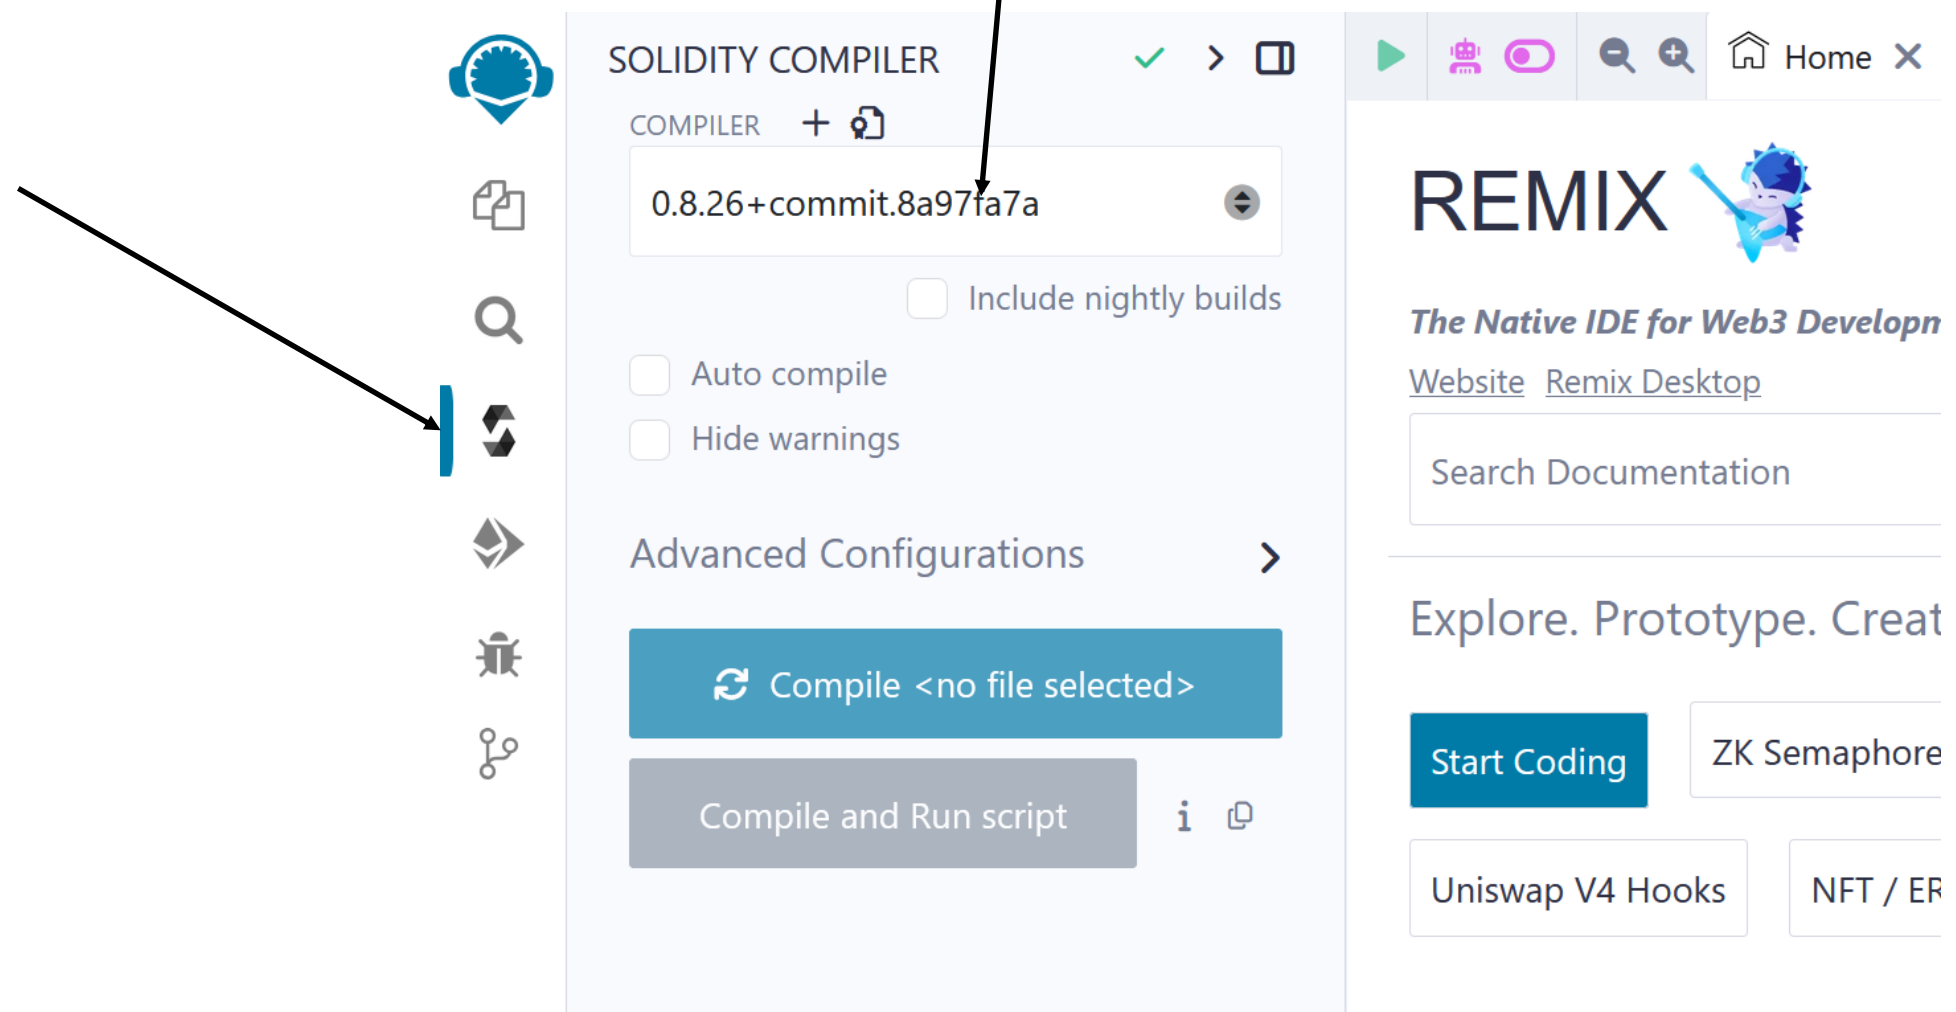 SOLIDITY COMPILER
COMPILER
0.8.26+commit.8a97fa7a
Include nightly builds
Auto compile
Hide warnings
Advanced Configurations
Compile <no file selected>
Compile and Run script
i
Home
REMIX
The Native IDE for Web3 Developm
Website Remix Desktop
Search Documentation
Explore. Prototype. Creat
Start Coding
ZK Semaphore
Uniswap V4 Hooks
NFT / ER